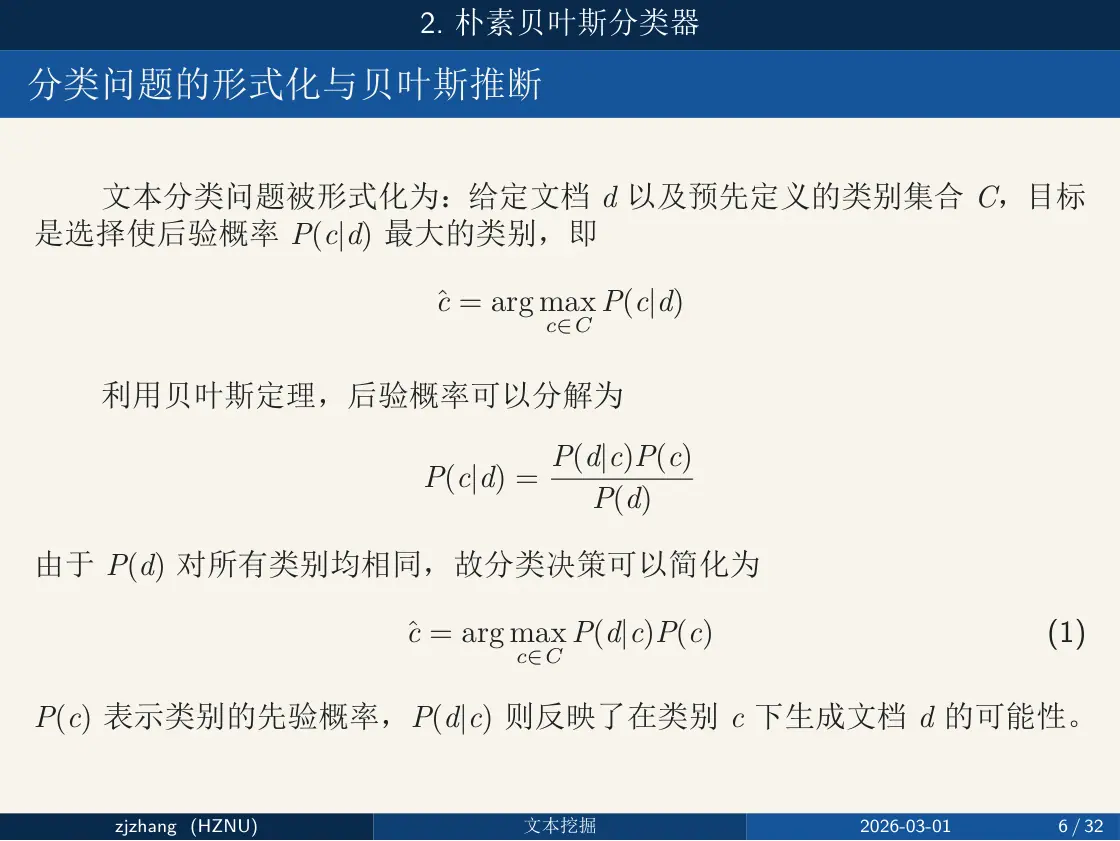 2. 朴素贝叶斯分类器
分类问题的形式化与贝叶斯推断
文本分类问题被形式化为：给定文档 d 以及预先定义的类别集合 C，目标
是选择使后验概率 P(c|d) 最大的类别，即
ĉ = arg max P(c|d)
c∈C
利用贝叶斯定理，后验概率可以分解为
P(c|d) = P(d|c)P(c) / P(d)
由于 P(d) 对所有类别均相同，故分类决策可以简化为
ĉ = arg max P(d|c)P(c) (1)
c∈C
P(c) 表示类别的先验概率，P(d|c) 则反映了在类别 c 下生成文档 d 的可能性。
zjzhang (HZNU) 文本挖掘 2026-03-01 6 / 32